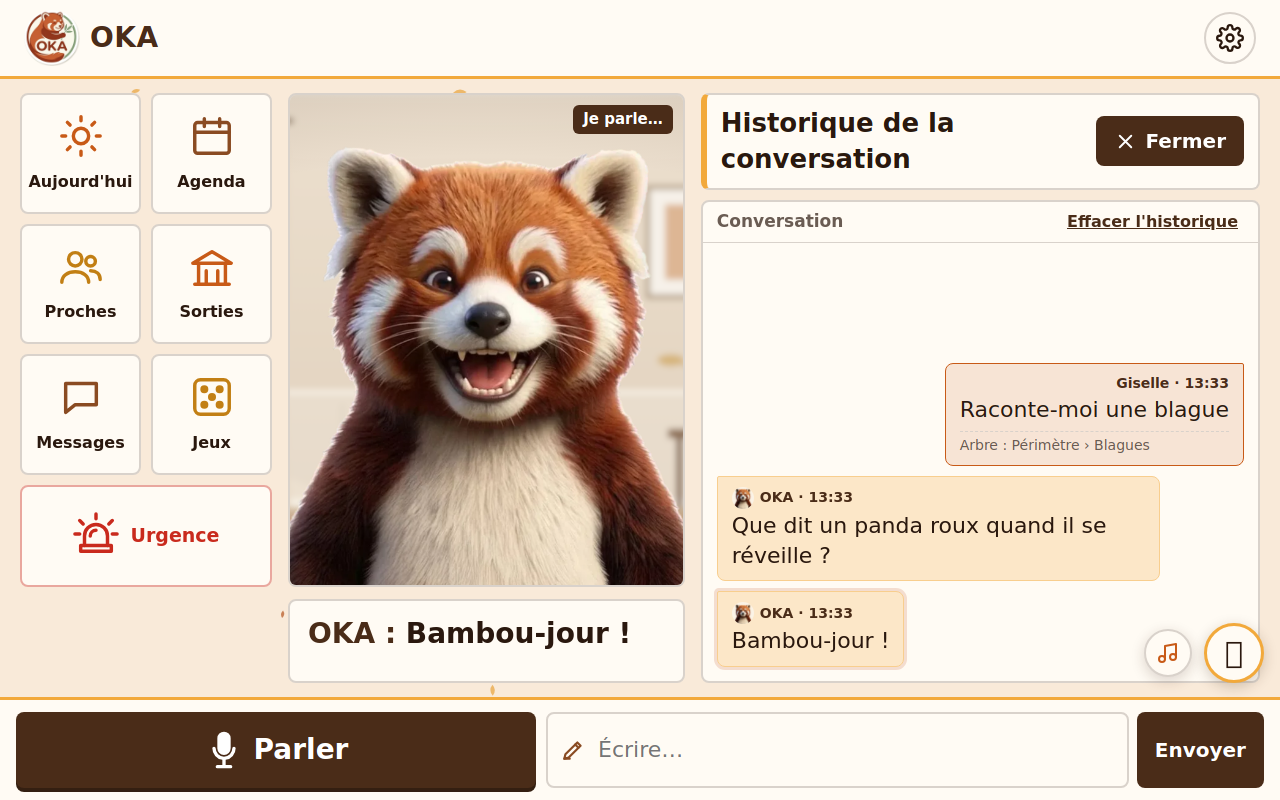 OKA
OKA
Aujourd'hui
Agenda
Proches
Sorties
Messages
Jeux
Urgence
Je parle...
OKA : Bambou-jour !
Historique de la
conversation
Fermer
Conversation
Effacer l'historique
Giselle · 13:33
Raconte-moi une blague
Arbre : Périmètre › Blagues
OKA · 13:33
Que dit un panda roux quand il se
réveille ?
OKA · 13:33
Bambou-jour !
Parler
Écrire...
Envoyer